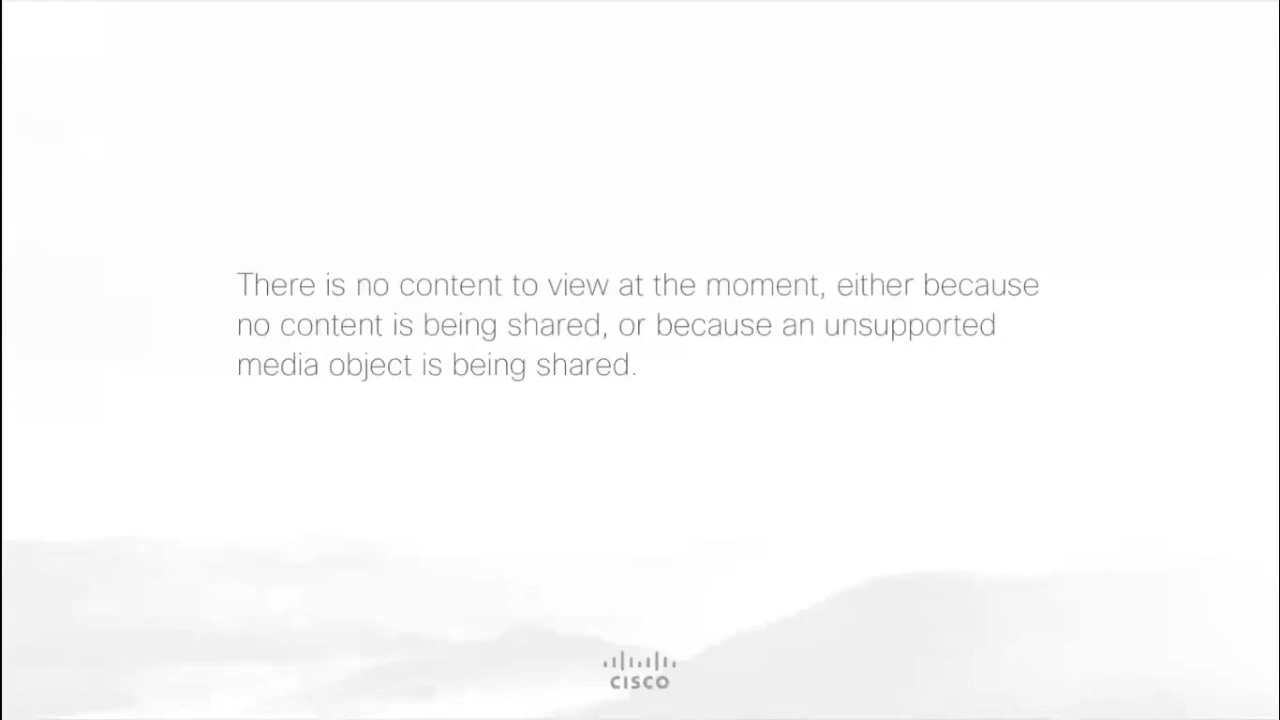 There is no content to view at the moment, either because
no content is being shared, or because an unsupported
media object is being shared.
CISCO